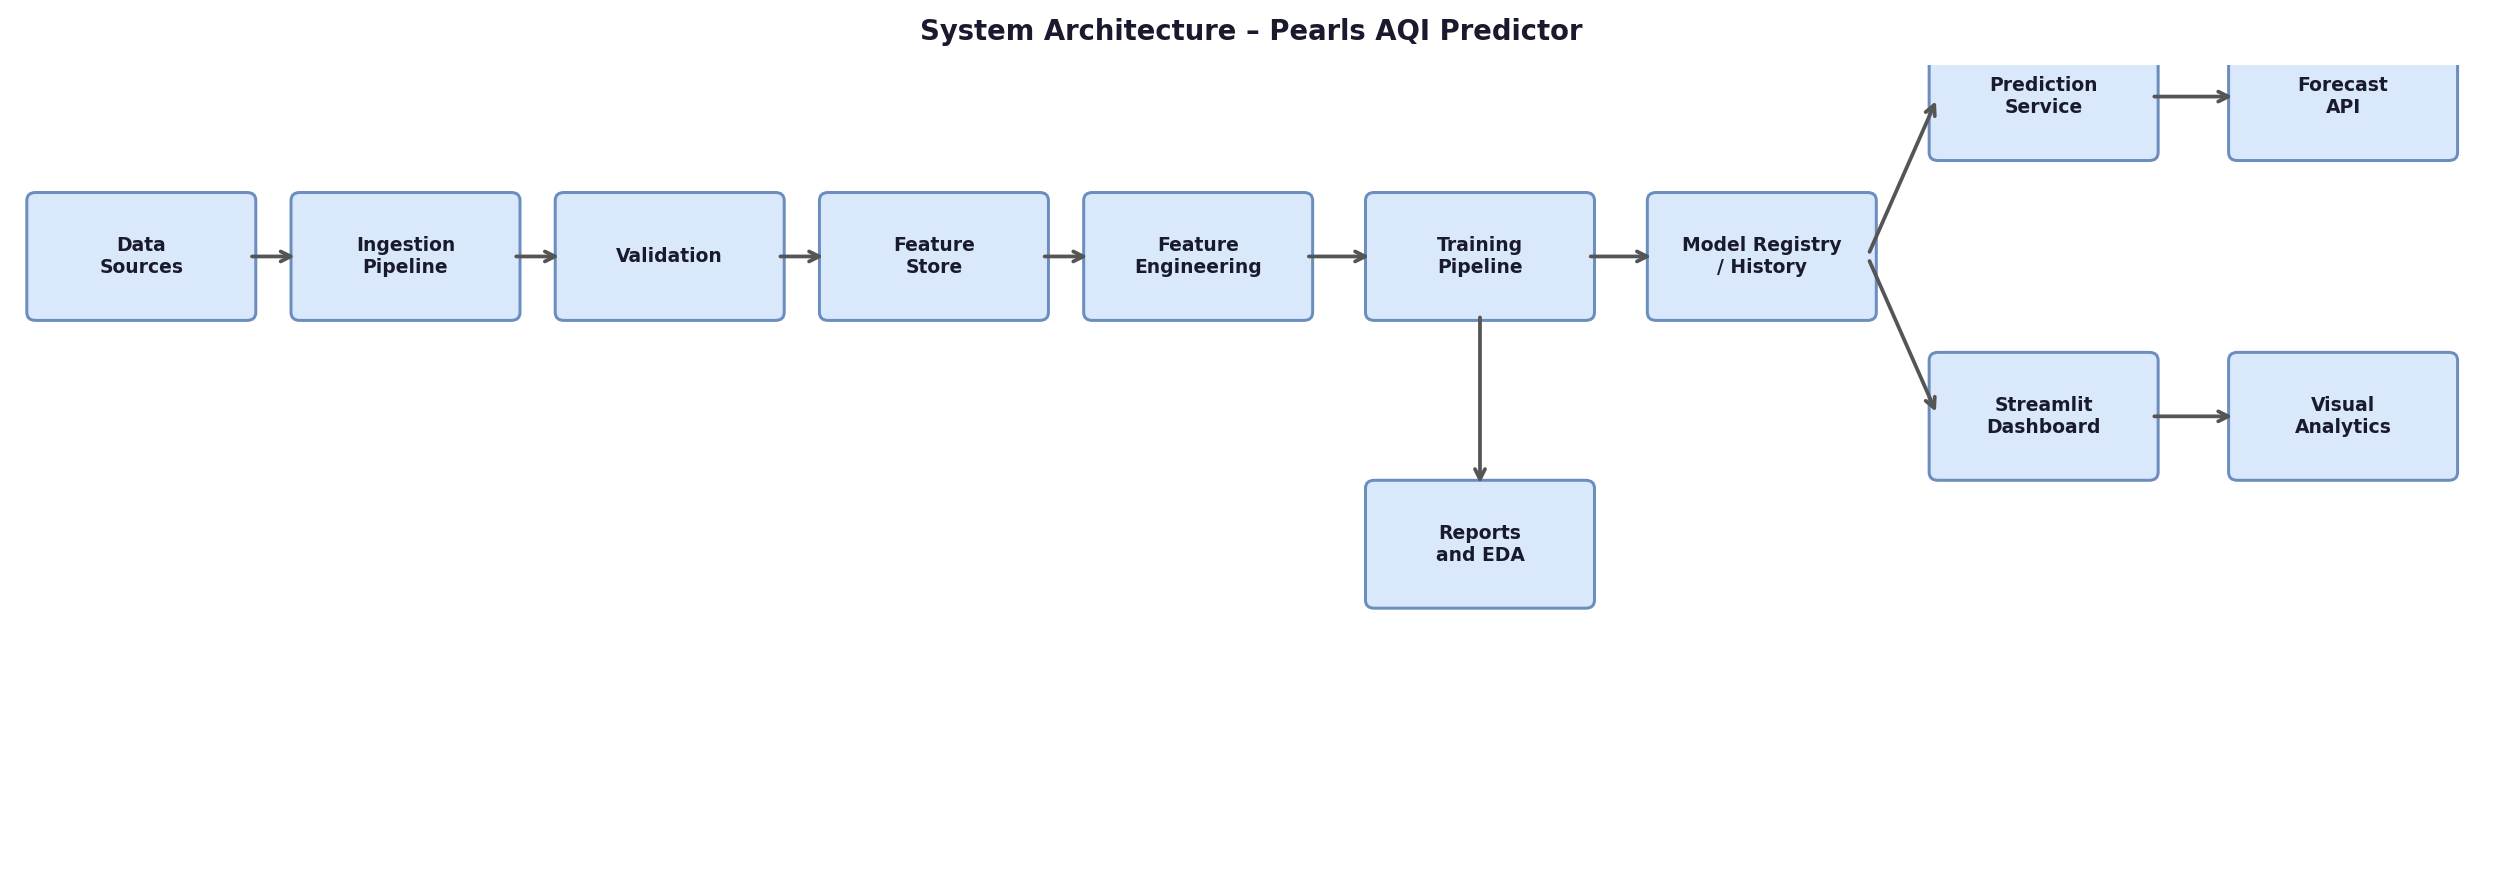 System Architecture – Pearls AQI Predictor
Data
Sources
Ingestion
Pipeline
Validation
Feature
Store
Feature
Engineering
Training
Pipeline
Model Registry
/ History
Prediction
Service
Forecast
API
Streamlit
Dashboard
Visual
Analytics
Reports
and EDA